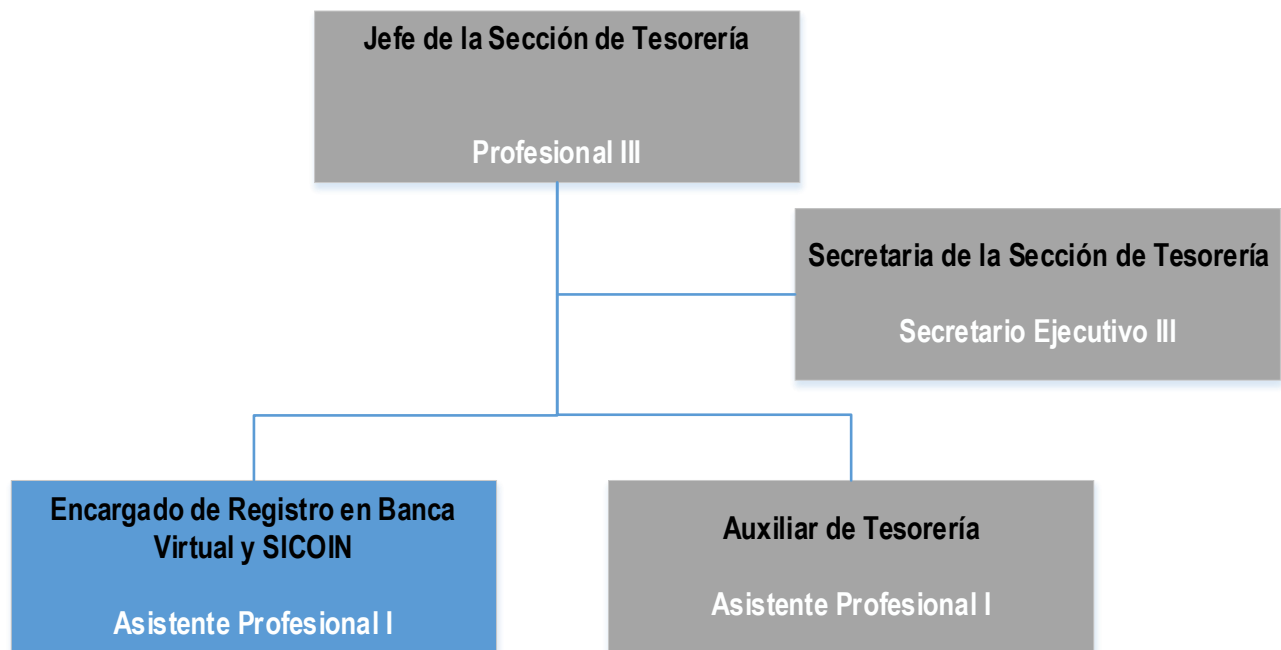 Jefe de la Sección de Tesorería
Profesional III
Secretaria de la Sección de Tesorería
Secretario Ejecutivo III
Encargado de Registro en Banca
Virtual y SICOIN
Asistente Profesional I
Auxiliar de Tesorería
Asistente Profesional I